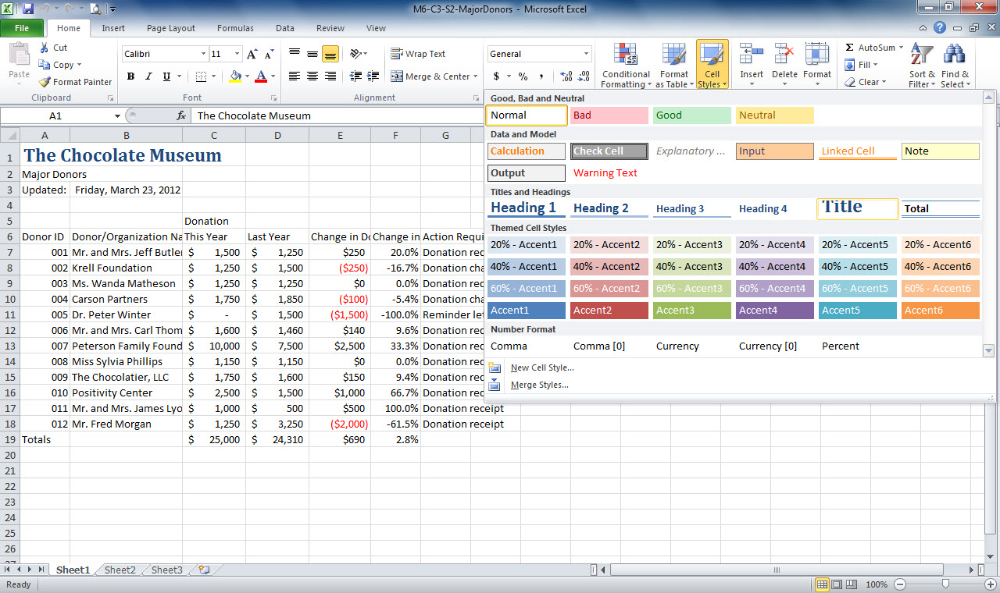 M6-C3-S2-MajorDonors - Microsoft Excel
File Home Insert Page Layout Formulas Data Review View
Paste Cut Copy Format Painter
Calibri 11 B I U
Wrap Text
Merge & Center
General
$ % ,
Conditional Formatting Format as Table Cell Styles
Insert Delete Format
AutoSum Fill Clear
Sort & Filter Find & Select
Clipboard Font Alignment
A1 fx The Chocolate Museum
A B C D E F G
1 The Chocolate Museum
2 Major Donors
3 Updated: Friday, March 23, 2012
4
5 Donation
6 Donor ID Donor/Organization Na This Year Last Year Change in Do Change in Action Requi
7 001 Mr. and Mrs. Jeff Butler $ 1,500 $ 1,250 $250 20.0% Donation rec
8 002 Krell Foundation $ 1,250 $ 1,500 ($250) -16.7% Donation cha
9 003 Ms. Wanda Matheson $ 1,250 $ 1,250 $0 0.0% Donation rec
10 004 Carson Partners $ 1,750 $ 1,850 ($100) -5.4% Donation cha
11 005 Dr. Peter Winter $ - $ 1,500 ($1,500) -100.0% Reminder let
12 006 Mr. and Mrs. Carl Thom $ 1,600 $ 1,460 $140 9.6% Donation rec
13 007 Peterson Family Found $ 10,000 $ 7,500 $2,500 33.3% Donation rec
14 008 Miss Sylvia Phillips $ 1,150 $ 1,150 $0 0.0% Donation rec
15 009 The Chocolatier, LLC $ 1,750 $ 1,600 $150 9.4% Donation rec
16 010 Positivity Center $ 2,500 $ 1,500 $1,000 66.7% Donation rec
17 011 Mr. and Mrs. James Lyo $ 1,000 $ 500 $500 100.0% Donation receipt
18 012 Mr. Fred Morgan $ 1,250 $ 3,250 ($2,000) -61.5% Donation receipt
19 Totals $ 25,000 $ 24,310 $690 2.8%
20
21
22
23
24
25
26
Good, Bad and Neutral
Normal Bad Good Neutral
Data and Model
Calculation Check Cell Explanatory ... Input Linked Cell Note
Output Warning Text
Titles and Headings
Heading 1 Heading 2 Heading 3 Heading 4 Title Total
Themed Cell Styles
20% - Accent1 20% - Accent2 20% - Accent3 20% - Accent4 20% - Accent5 20% - Accent6
40% - Accent1 40% - Accent2 40% - Accent3 40% - Accent4 40% - Accent5 40% - Accent6
60% - Accent1 60% - Accent2 60% - Accent3 60% - Accent4 60% - Accent5 60% - Accent6
Accent1 Accent2 Accent3 Accent4 Accent5 Accent6
Number Format
Comma Comma [0] Currency Currency [0] Percent
New Cell Style...
Merge Styles...
Sheet1 Sheet2 Sheet3
Ready 100%